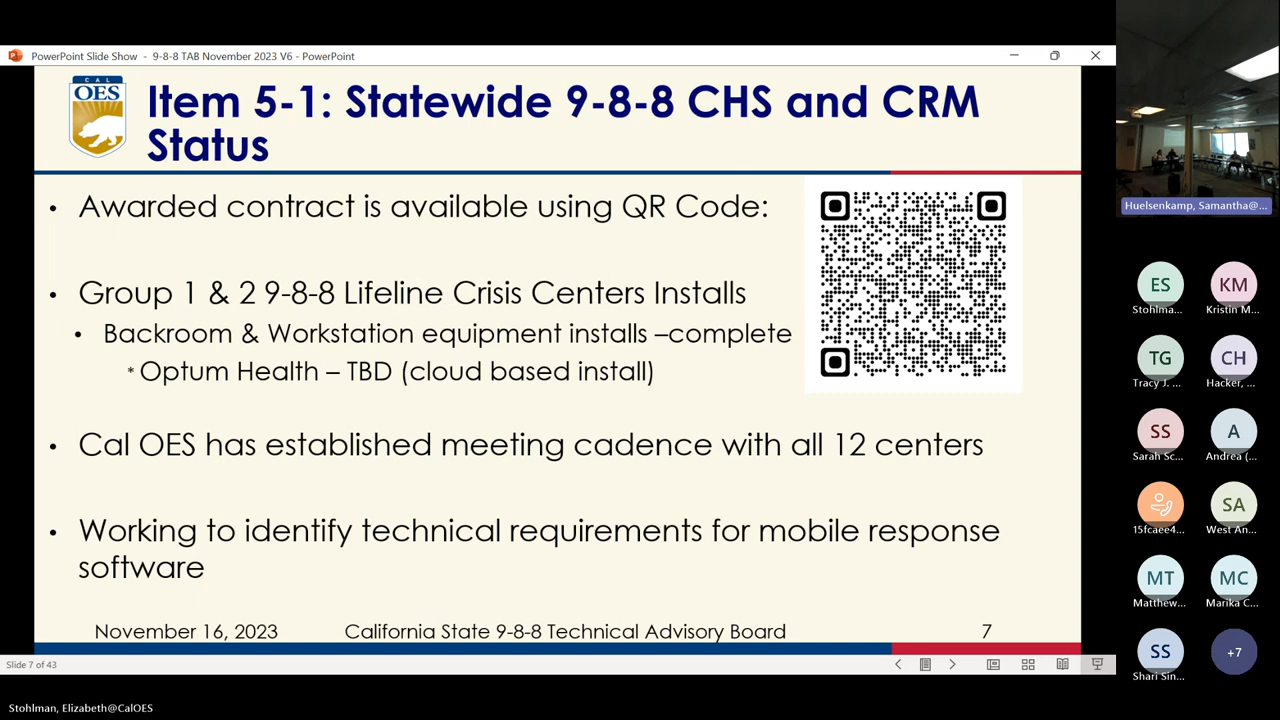 PowerPoint Slide Show - 9-8-8 TAB November 2023 V6 - PowerPoint
CAL
OES
Item 5-1: Statewide 9-8-8 CHS and CRM
Status
• Awarded contract is available using QR Code:
• Group 1 & 2 9-8-8 Lifeline Crisis Centers Installs
• Backroom & Workstation equipment installs –complete
* Optum Health – TBD (cloud based install)
• Cal OES has established meeting cadence with all 12 centers
• Working to identify technical requirements for mobile response
software
November 16, 2023 California State 9-8-8 Technical Advisory Board 7
Slide 7 of 43
Stohlman, Elizabeth@CalOES
Huelsenkamp, Samantha@...
ES KM
Stohlma... Kristin M...
TG CH
Tracy J. ... Hacker, ...
SS A
Sarah Sc... Andrea (...
SA
15fcaee4... West An...
MT MC
Matthew... Marika C...
SS +7
Shari Sin...